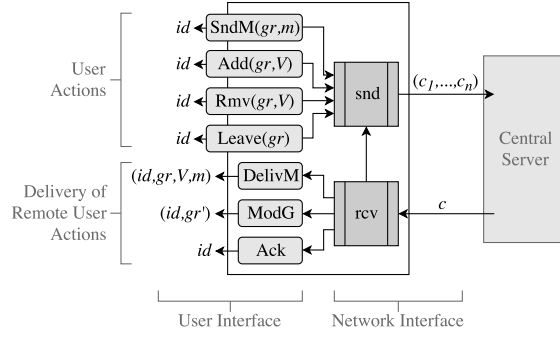 id SndM(gr,m)
id Add(gr,V)
id Rmv(gr,V)
id Leave(gr)
User
Actions
snd
(c1,...,cn)
Central
Server
Delivery of
Remote User
Actions
(id,gr,V,m) DelivM
(id,gr') ModG
id Ack
rcv
c
User Interface
Network Interface